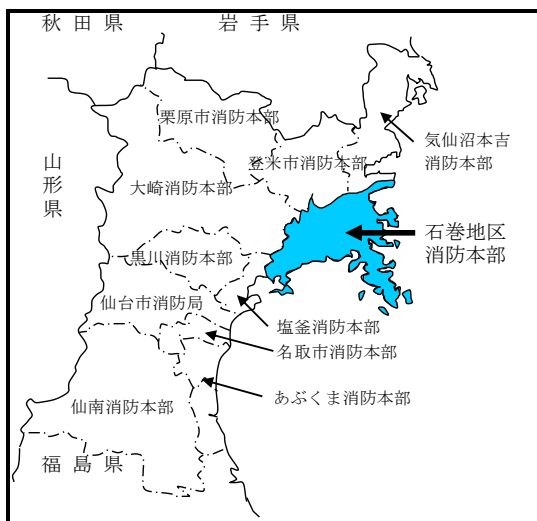 秋田県
岩手県
栗原市消防本部
気仙沼本吉
消防本部
登米市消防本部
山形県
大崎消防本部
石巻地区
消防本部
黒川消防本部
仙台市消防局
塩釜消防本部
名取市消防本部
あぶくま消防本部
仙南消防本部
福島県